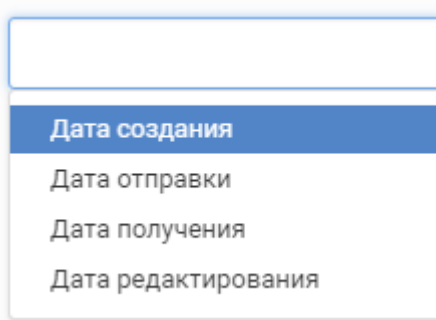 Дата создания
Дата отправки
Дата получения
Дата редактирования